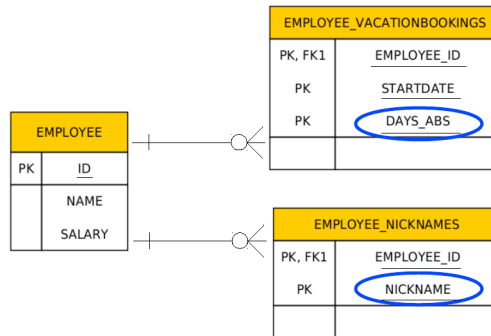 EMPLOYEE_VACATIONBOOKINGS
PK, FK1 EMPLOYEE_ID
PK STARTDATE
PK DAYS_ABS
EMPLOYEE
PK ID
NAME
SALARY
EMPLOYEE_NICKNAMES
PK, FK1 EMPLOYEE_ID
PK NICKNAME